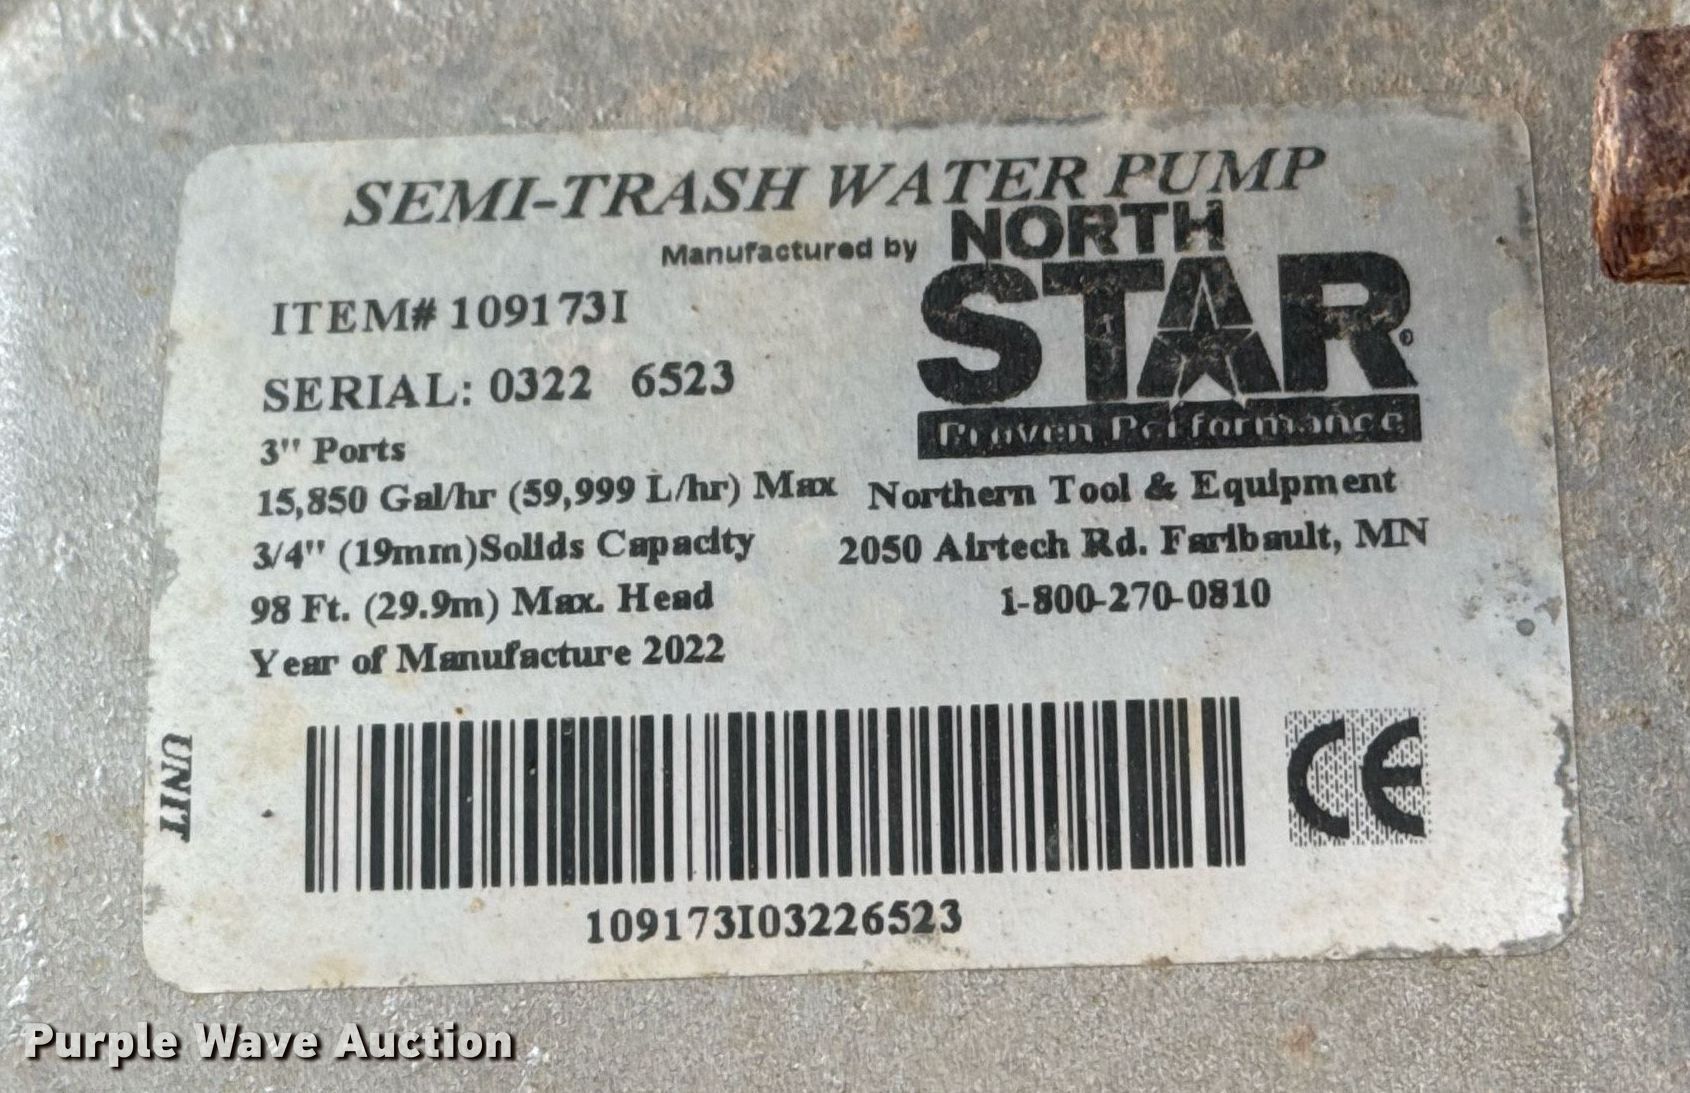 SEMI-TRASH WATER PUMP
Manufactured by NORTH STAR®
Proven Performance
ITEM# 109173I
SERIAL: 0322 6523
3" Ports
15,850 Gal/hr (59,999 L/hr) Max
3/4" (19mm)Solids Capacity
98 Ft. (29.9m) Max. Head
Year of Manufacture 2022
Northern Tool & Equipment
2050 Airtech Rd. Faribault, MN
1-800-270-0810
UNIT
CE
109173I03226523
Purple Wave Auction